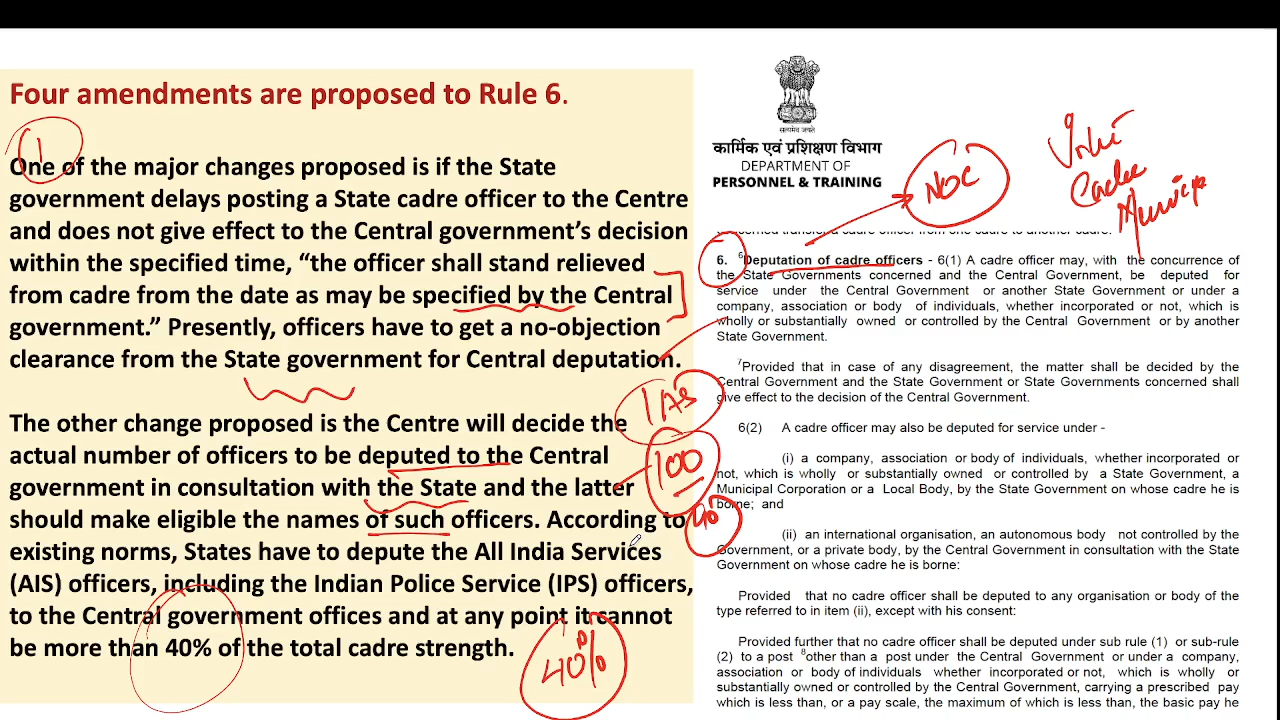 Four amendments are proposed to Rule 6.
1
One of the major changes proposed is if the State
government delays posting a State cadre officer to the Centre
and does not give effect to the Central government's decision
within the specified time, “the officer shall stand relieved
from cadre from the date as may be specified by the Central
government.” Presently, officers have to get a no-objection
clearance from the State government for Central deputation.
The other change proposed is the Centre will decide the
actual number of officers to be deputed to the Central
government in consultation with the State and the latter
should make eligible the names of such officers. According to
existing norms, States have to depute the All India Services
(AIS) officers, including the Indian Police Service (IPS) officers,
to the Central government offices and at any point it cannot
be more than 40% of the total cadre strength.
IAS
100
40
40%
सत्यमेव जयते
कार्मिक एवं प्रशिक्षण विभाग
DEPARTMENT OF
PERSONNEL & TRAINING
NOC
Cadre
concerned transfer a cadre officer from one cadre to another cadre.
6. 6Deputation of cadre officers - 6(1) A cadre officer may, with the concurrence of
the State Governments concerned and the Central Government, be deputed for
service under the Central Government or another State Government or under a
company, association or body of individuals, whether incorporated or not, which is
wholly or substantially owned or controlled by the Central Government or by another
State Government.
7Provided that in case of any disagreement, the matter shall be decided by the
Central Government and the State Government or State Governments concerned shall
give effect to the decision of the Central Government.
6(2) A cadre officer may also be deputed for service under -
(i) a company, association or body of individuals, whether incorporated or
not, which is wholly or substantially owned or controlled by a State Government, a
Municipal Corporation or a Local Body, by the State Government on whose cadre he is
borne; and
(ii) an international organisation, an autonomous body not controlled by the
Government, or a private body, by the Central Government in consultation with the State
Government on whose cadre he is borne:
Provided that no cadre officer shall be deputed to any organisation or body of the
type referred to in item (ii), except with his consent:
Provided further that no cadre officer shall be deputed under sub rule (1) or sub-rule
(2) to a post 8other than a post under the Central Government or under a company,
association or body of individuals whether incorporated or not, which is wholly or
substantially owned or controlled by the Central Government, carrying a prescribed pay
which is less than, or a pay scale, the maximum of which is less than, the basic pay he